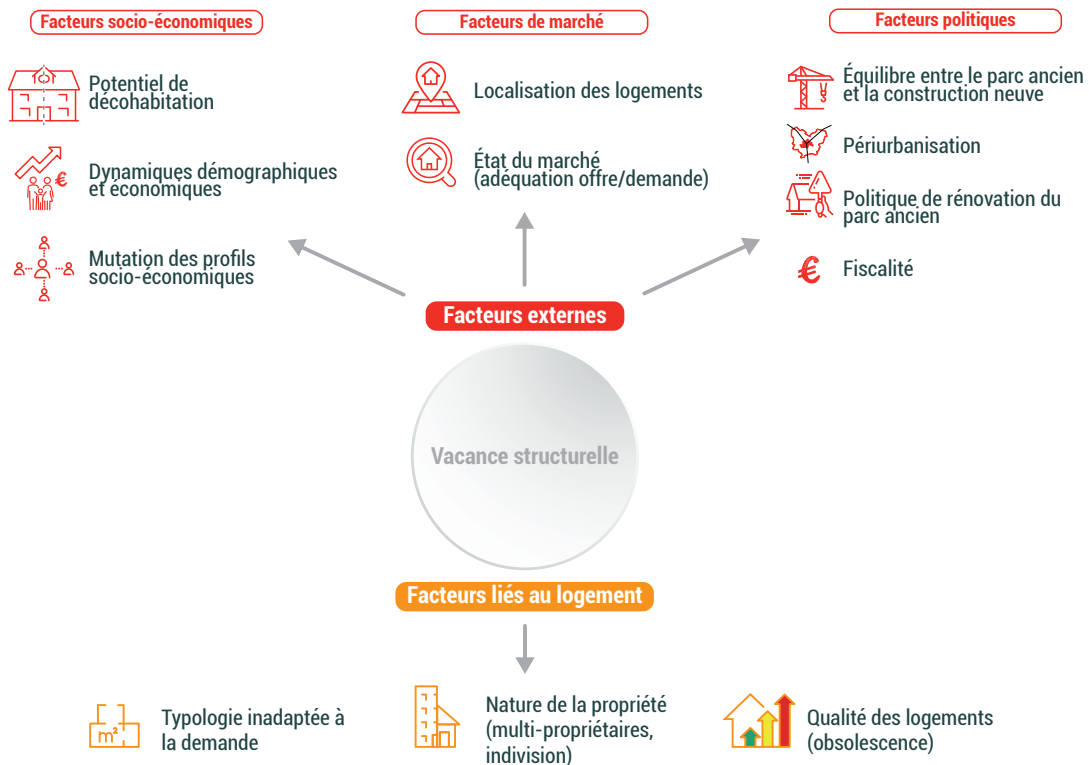 Facteurs socio-économiques
Potentiel de
décohabitation
Dynamiques démographiques
et économiques
Mutation des profils
socio-économiques
Facteurs de marché
Localisation des logements
État du marché
(adéquation offre/demande)
Facteurs politiques
Équilibre entre le parc ancien
et la construction neuve
Périurbanisation
Politique de rénovation du
parc ancien
€
Fiscalité
€
Facteurs externes
Vacance structurelle
Facteurs liés au logement
m²
Typologie inadaptée à
la demande
Nature de la propriété
(multi-propriétaires,
indivision)
Qualité des logements
(obsolescence)